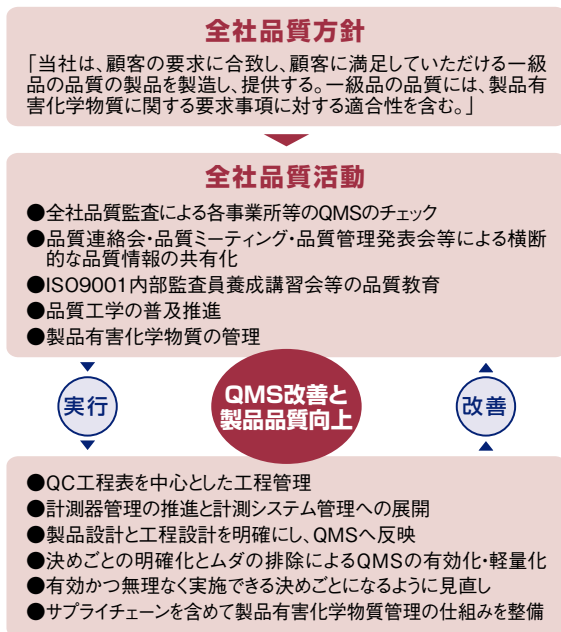 全社品質方針
「当社は、顧客の要求に合致し、顧客に満足していただける一級
品の品質の製品を製造し、提供する。一級品の品質には、製品有
害化学物質に関する要求事項に対する適合性を含む。」
全社品質活動
●全社品質監査による各事業所等のQMSのチェック
●品質連絡会・品質ミーティング・品質管理発表会等による横断
的な品質情報の共有化
●ISO9001内部監査員養成講習会等の品質教育
●品質工学の普及推進
●製品有害化学物質の管理
実行
QMS改善と
製品品質向上
改善
●QC工程表を中心とした工程管理
●計測器管理の推進と計測システム管理への展開
●製品設計と工程設計を明確にし、QMSへ反映
●決めごとの明確化とムダの排除によるQMSの有効化・軽量化
●有効かつ無理なく実施できる決めごとになるように見直し
●サプライチェーンを含めて製品有害化学物質管理の仕組みを整備